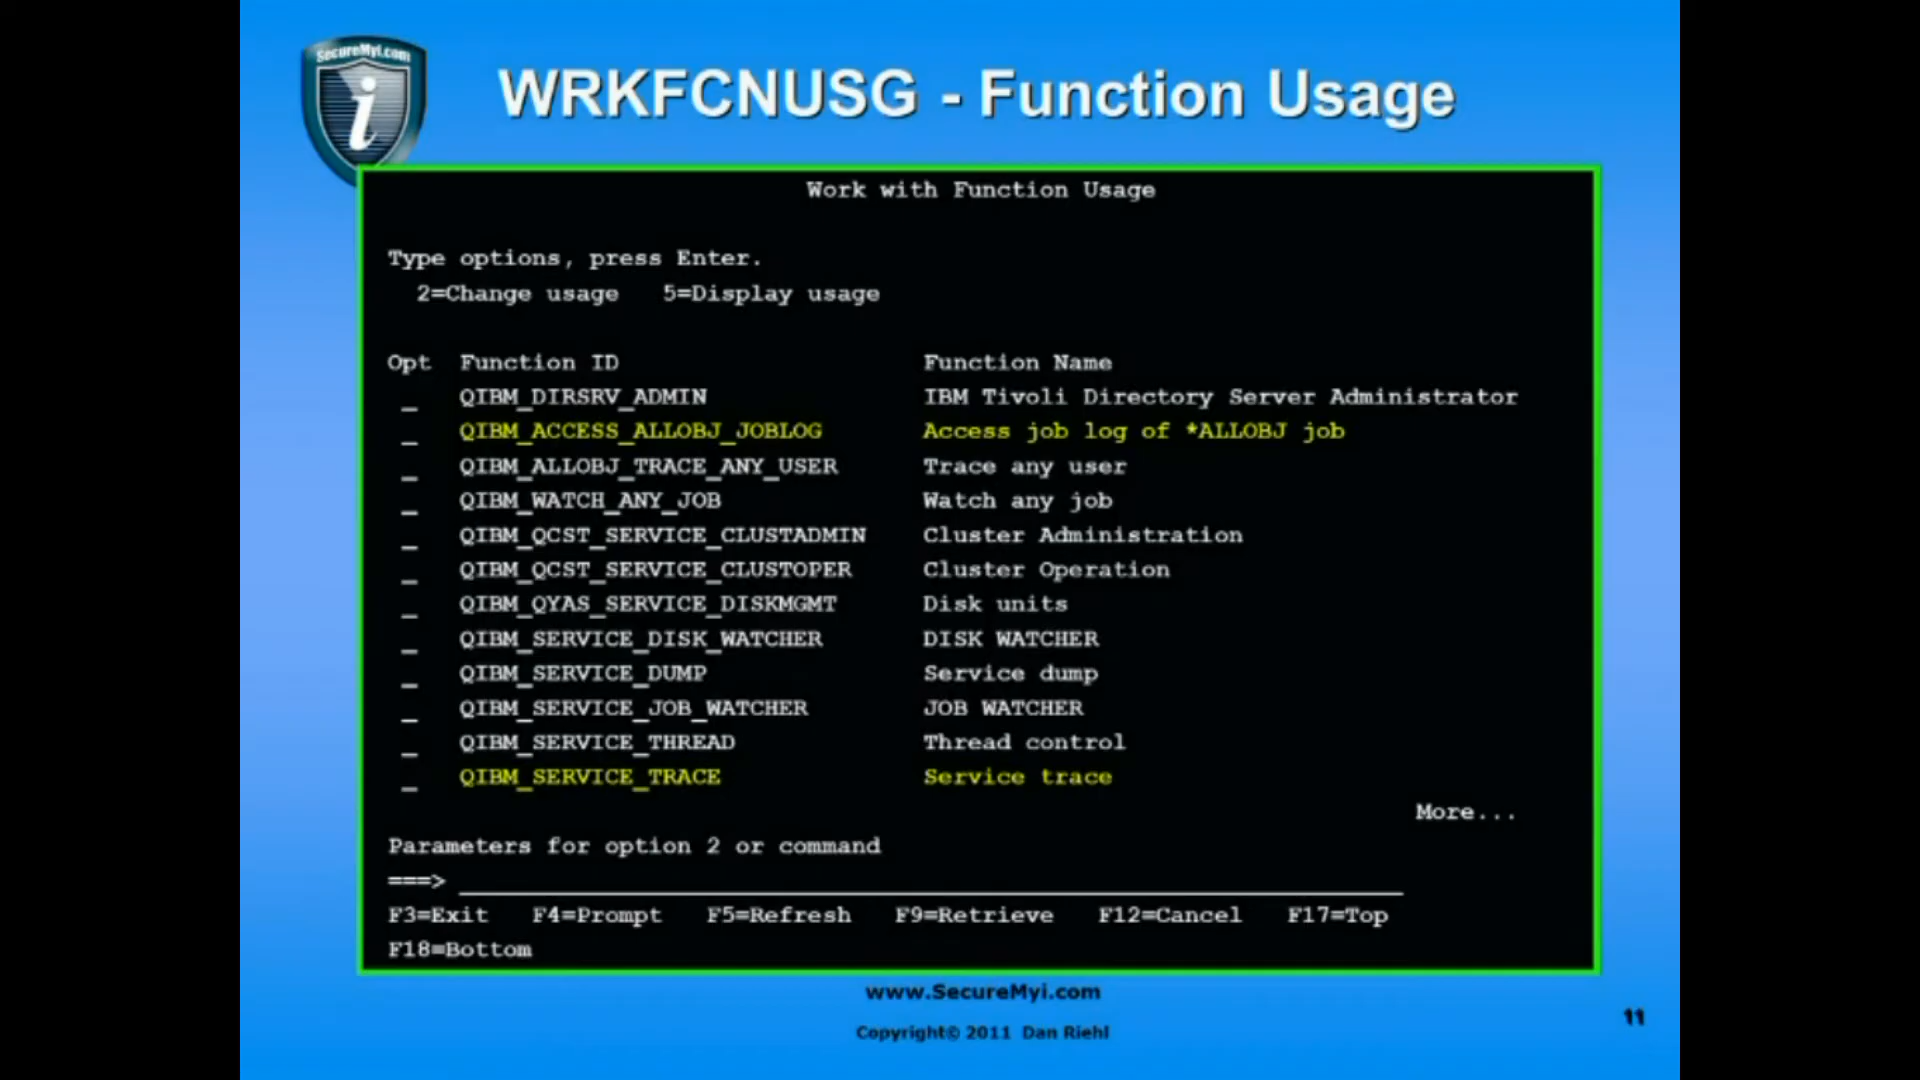 SecureMyi.com
i
WRKFCNUSG - Function Usage
Work with Function Usage
Type options, press Enter.
2=Change usage   5=Display usage
Opt  Function ID  Function Name
_  QIBM_DIRSRV_ADMIN  IBM Tivoli Directory Server Administrator
_  QIBM_ACCESS_ALLOBJ_JOBLOG  Access job log of *ALLOBJ job
_  QIBM_ALLOBJ_TRACE_ANY_USER  Trace any user
_  QIBM_WATCH_ANY_JOB  Watch any job
_  QIBM_QCST_SERVICE_CLUSTADMIN  Cluster Administration
_  QIBM_QCST_SERVICE_CLUSTOPER  Cluster Operation
_  QIBM_QYAS_SERVICE_DISKMGMT  Disk units
_  QIBM_SERVICE_DISK_WATCHER  DISK WATCHER
_  QIBM_SERVICE_DUMP  Service dump
_  QIBM_SERVICE_JOB_WATCHER  JOB WATCHER
_  QIBM_SERVICE_THREAD  Thread control
_  QIBM_SERVICE_TRACE  Service trace
More...
Parameters for option 2 or command
===>
F3=Exit   F4=Prompt   F5=Refresh   F9=Retrieve   F12=Cancel   F17=Top
F18=Bottom
www.SecureMyi.com
Copyright© 2011 Dan Riehl
11